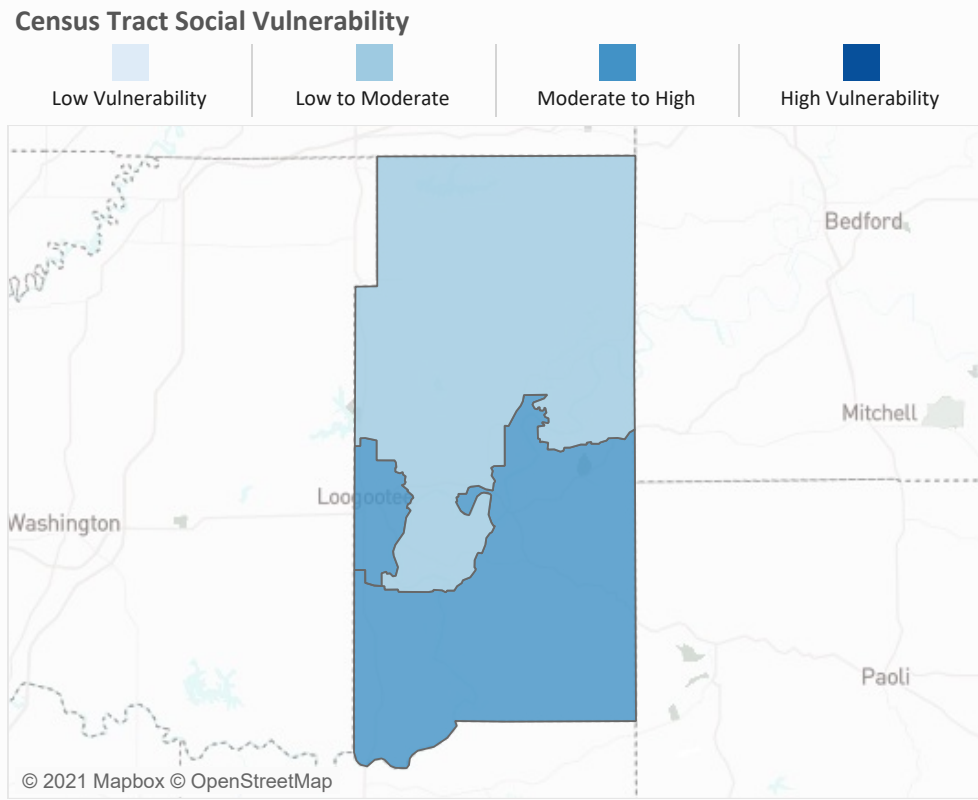 Census Tract Social Vulnerability
Low Vulnerability
Low to Moderate
Moderate to High
High Vulnerability
Bedford
Mitchell
Loogootee
Washington
Paoli
© 2021 Mapbox © OpenStreetMap